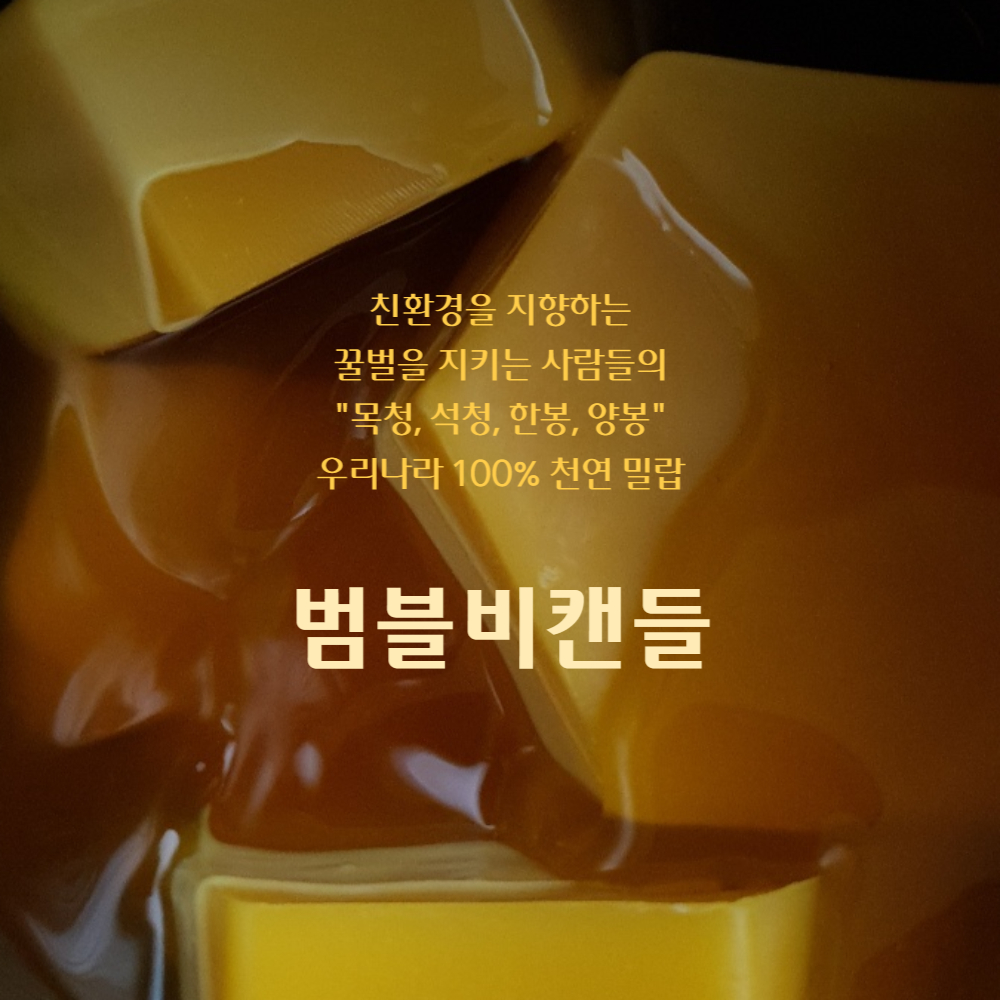 친환경을 지향하는
꿀벌을 지키는 사람들의
"목청, 석청, 한봉, 양봉"
우리나라 100% 천연 밀랍
범블비캔들